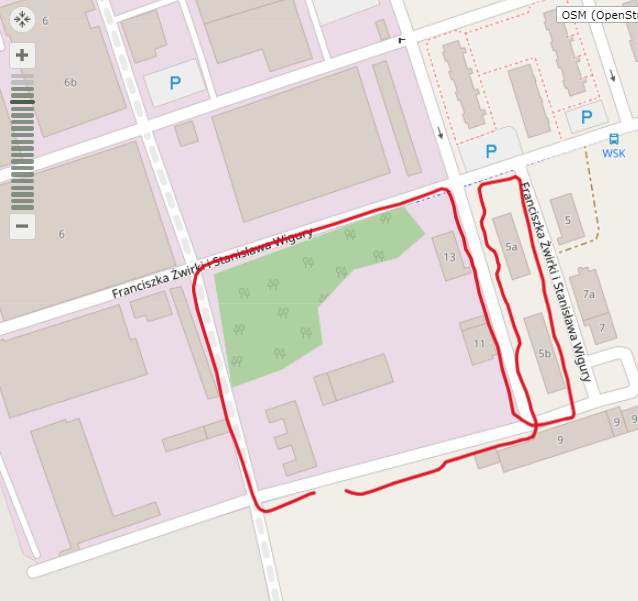 6
OSM (OpenStr
6b
P
P
P
WSK
Franciszka Żwirki i Stanisława Wigury
5
5a
6
Franciszka Żwirki i Stanisława Wigury
13
7a
7
11
5b
9
9
9